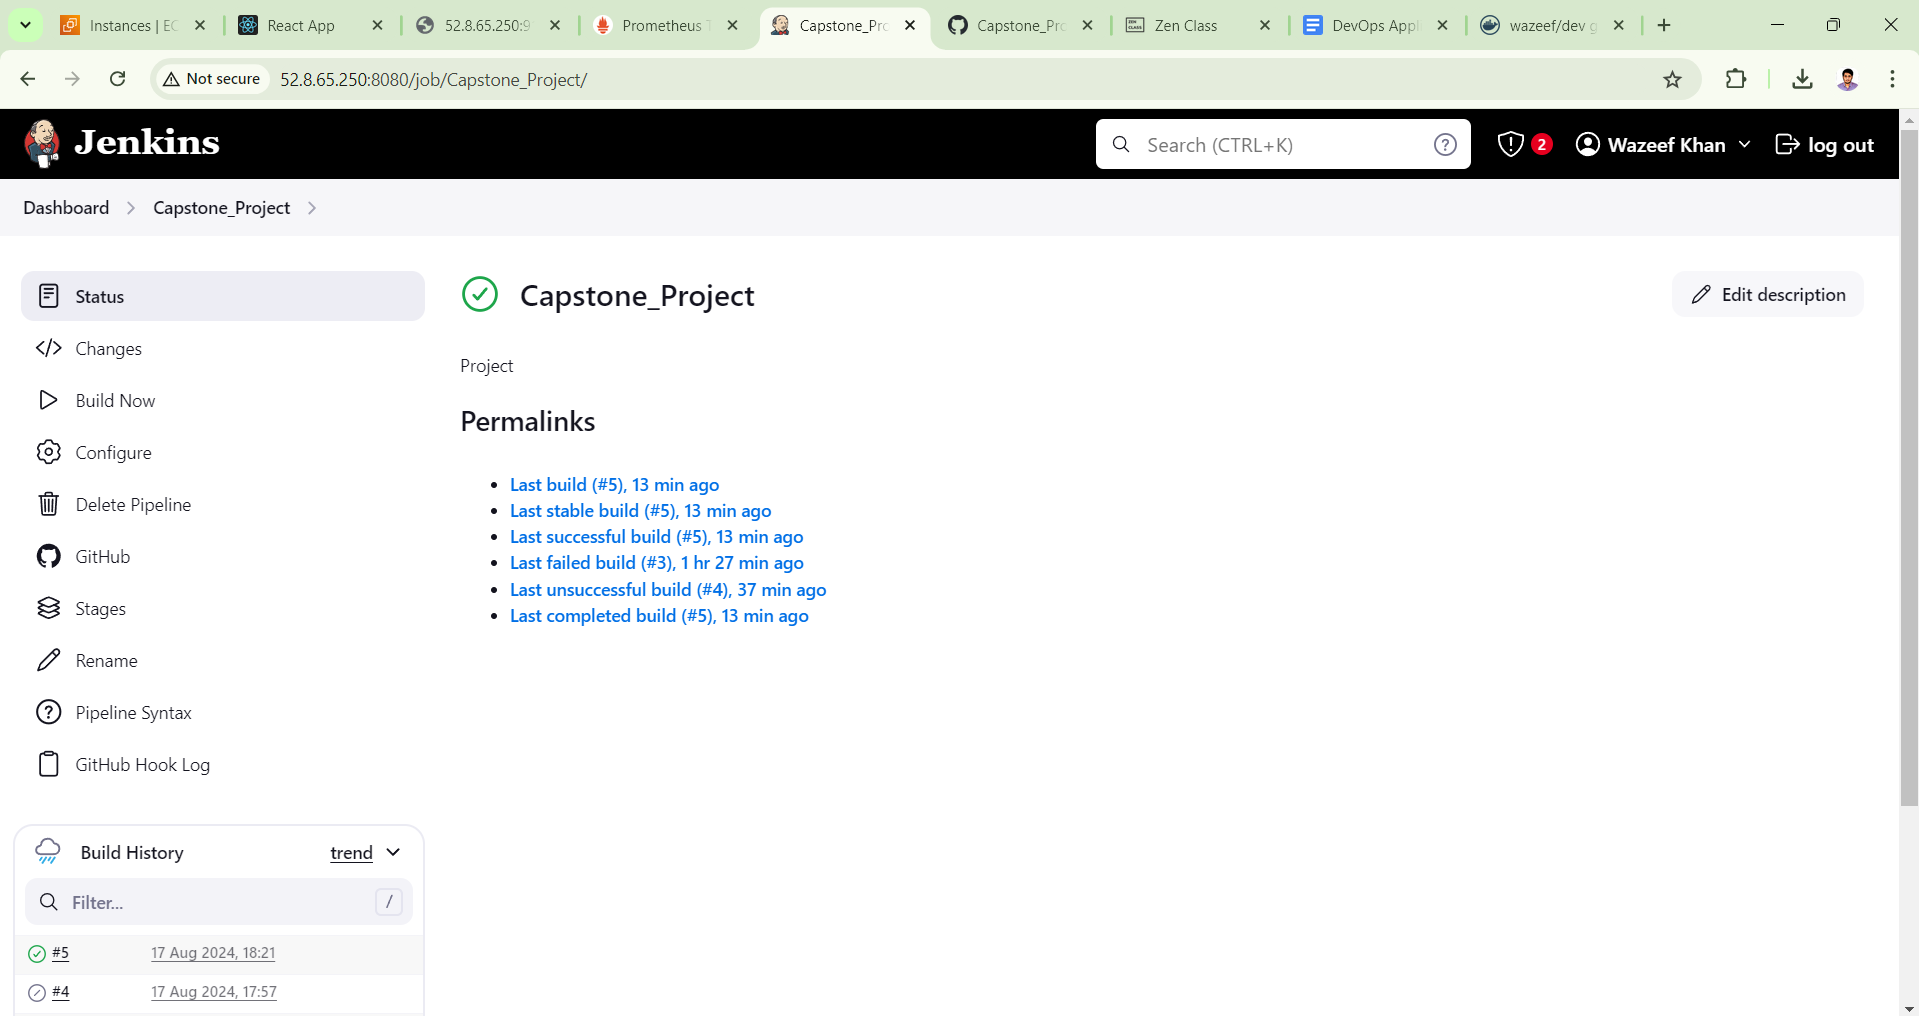 Instances | EC
React App
52.8.65.250:9
Prometheus T
Capstone_Pro
Capstone_Pro
Zen Class
DevOps Appl
wazeef/dev g
Not secure
52.8.65.250:8080/job/Capstone_Project/
Jenkins
Search (CTRL+K)
2
Wazeef Khan
log out
Dashboard
Capstone_Project
Status
Changes
Build Now
Configure
Delete Pipeline
GitHub
Stages
Rename
Pipeline Syntax
GitHub Hook Log
Build History
trend
Filter...
/
#5
17 Aug 2024, 18:21
#4
17 Aug 2024, 17:57
Capstone_Project
Edit description
Project
Permalinks
Last build (#5), 13 min ago
Last stable build (#5), 13 min ago
Last successful build (#5), 13 min ago
Last failed build (#3), 1 hr 27 min ago
Last unsuccessful build (#4), 37 min ago
Last completed build (#5), 13 min ago